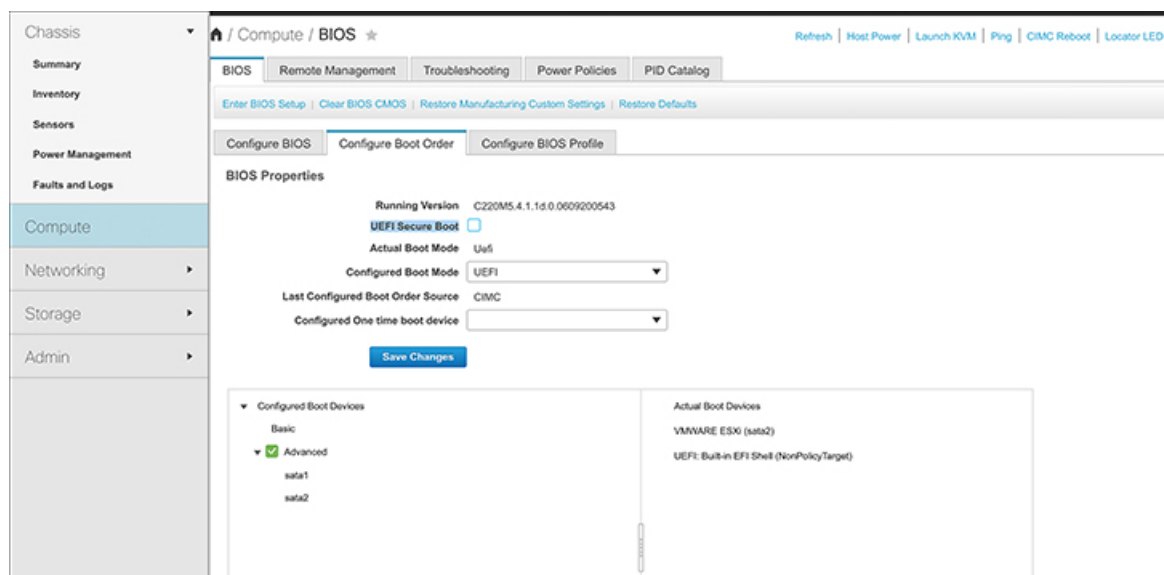 Chassis
Summary
Inventory
Sensors
Power Management
Faults and Logs
Compute
Networking
Storage
Admin
/ Compute / BIOS
Refresh | Host Power | Launch KVM | Ping | CIMC Reboot | Locator LED
BIOS Remote Management Troubleshooting Power Policies PID Catalog
Enter BIOS Setup | Clear BIOS CMOS | Restore Manufacturing Custom Settings | Restore Defaults
Configure BIOS Configure Boot Order Configure BIOS Profile
BIOS Properties
Running Version C220M5.4.1.1d.0.0609200543
UEFI Secure Boot
Actual Boot Mode Uefi
Configured Boot Mode UEFI
Last Configured Boot Order Source CIMC
Configured One time boot device
Save Changes
Configured Boot Devices
Basic
Advanced
sata1
sata2
Actual Boot Devices
VMWARE ESXi (sata2)
UEFI: Built-in EFI Shell (NonPolicyTarget)